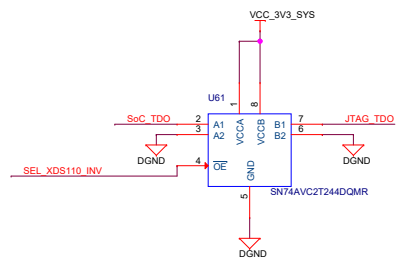 VCC_3V3_SYS
U61
1
8
SoC_TDO
2
A1
VCCA
VCCB
B1
7
JTAG_TDO
3
A2
B2
6
DGND
4
OE
GND
DGND
SEL_XDS110_INV
SN74AVC2T244DQMR
5
DGND